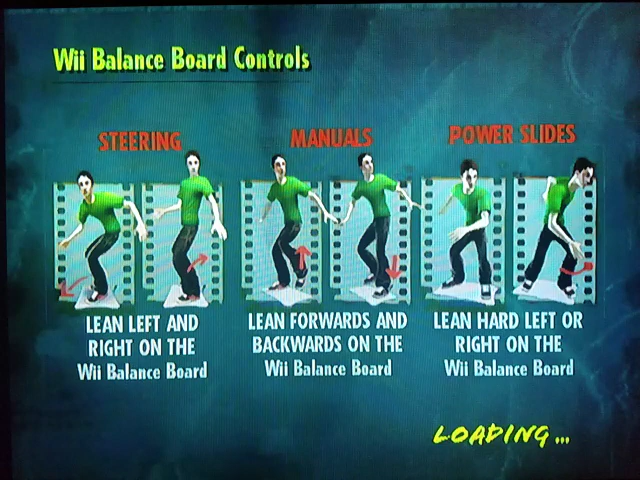 Wii Balance Board Controls
STEERING
LEAN LEFT AND
RIGHT ON THE
Wii Balance Board
MANUALS
LEAN FORWARDS AND
BACKWARDS ON THE
Wii Balance Board
POWER SLIDES
LEAN HARD LEFT OR
RIGHT ON THE
Wii Balance Board
LOADING...